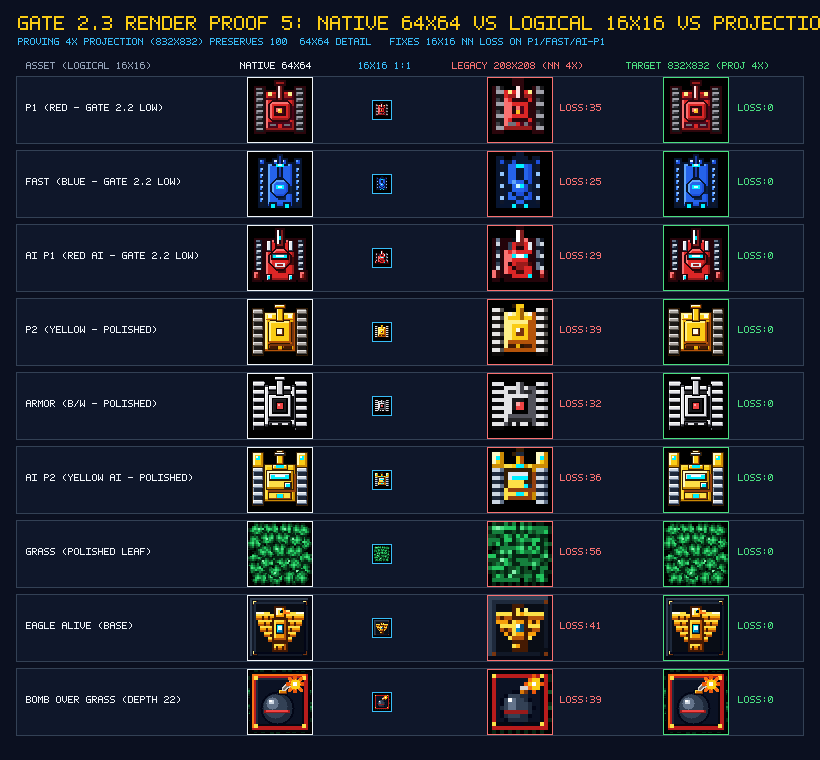 GATE 2.3 RENDER PROOF 5: NATIVE 64X64 VS LOGICAL 16X16 VS PROJECTIO
PROVING 4X PROJECTION (832X832) PRESERVES 100  64X64 DETAIL   FIXES 16X16 NN LOSS ON P1/FAST/AI-P1
ASSET (LOGICAL 16X16) NATIVE 64X64 16X16 1:1 LEGACY 208X208 (NN 4X) TARGET 832X832 (PROJ 4X)
P1 (RED - GATE 2.2 LOW) LOSS:35 LOSS:0
FAST (BLUE - GATE 2.2 LOW) LOSS:25 LOSS:0
AI P1 (RED AI - GATE 2.2 LOW) LOSS:29 LOSS:0
P2 (YELLOW - POLISHED) LOSS:39 LOSS:0
ARMOR (B/W - POLISHED) LOSS:32 LOSS:0
AI P2 (YELLOW AI - POLISHED) LOSS:36 LOSS:0
GRASS (POLISHED LEAF) LOSS:56 LOSS:0
EAGLE ALIVE (BASE) LOSS:41 LOSS:0
BOMB OVER GRASS (DEPTH 22) LOSS:39 LOSS:0